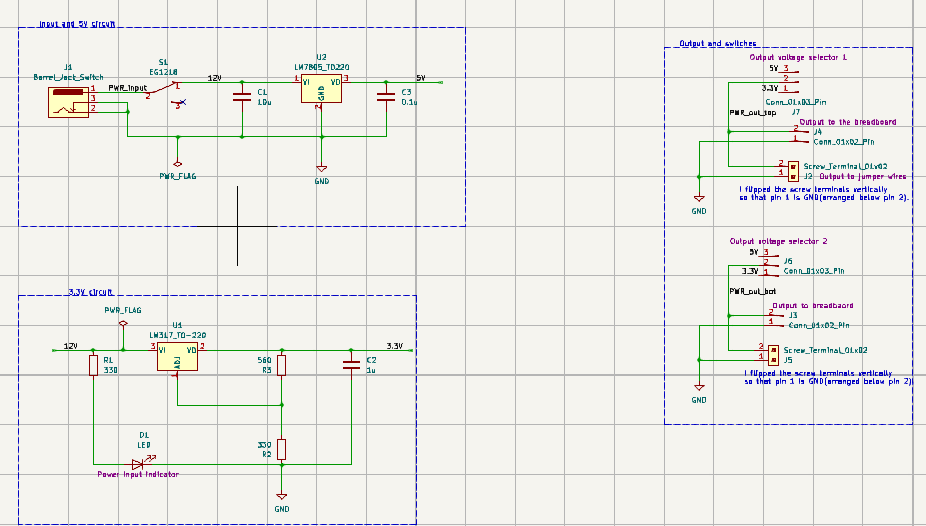 Input and 5V circuit
J1
Barrel_Jack_Switch
1
3
2
PWR_input
S1
EG1218
1
2
3
12V
C1
10u
U2
LM7805_TO220
1
VI
VO
3
GND
2
C3
0.1u
5V
PWR_FLAG
GND
3.3V circuit
PWR_FLAG
12V
R1
330
U1
LM317_TO-220
3
VI
VO
2
ADJ
1
560
R3
C2
1u
3.3V
330
R2
D1
LED
Power input indicator
GND
Output and switches
Output voltage selector 1
5V
3
2
3.3V
1
Conn_01x03_Pin
J7
PWR_out_top
Output to the breadboard
2
J4
1
Conn_01x02_Pin
2
Screw_Terminal_01x02
1
J2
Output to jumper wires
GND
I flipped the screw terminals vertically
so that pin 1 is GND(arranged below pin 2).
Output voltage selector 2
5V
3
2
J6
3.3V
1
Conn_01x03_Pin
PWR_out_bot
Output to breadboard
2
J3
1
Conn_01x02_Pin
2
Screw_Terminal_01x02
1
J5
I flipped the screw terminals vertically
so that pin 1 is GND(arranged below pin 2)
GND